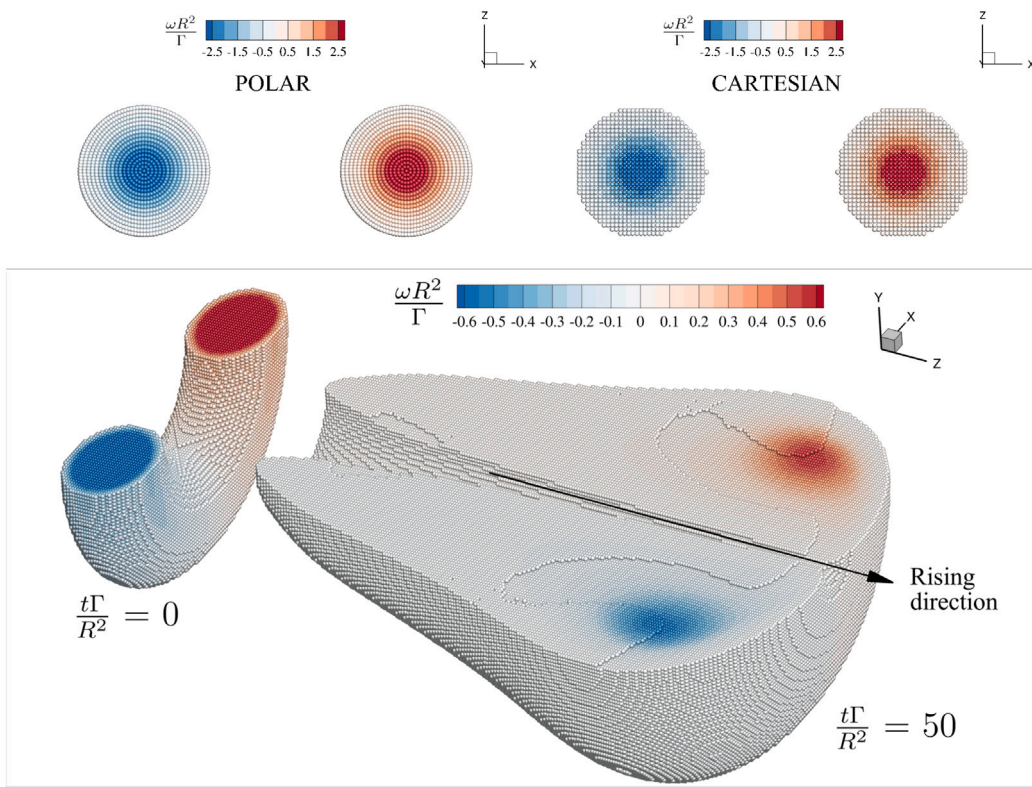 ωR²/Γ
-2.5 -1.5 -0.5 0.5 1.5 2.5
POLAR
Z
Y X
ωR²/Γ
-2.5 -1.5 -0.5 0.5 1.5 2.5
CARTESIAN
Z
Y X
ωR²/Γ
-0.6 -0.5 -0.4 -0.3 -0.2 -0.1 0 0.1 0.2 0.3 0.4 0.5 0.6
Y
X
Z
Rising
direction
tΓ/R² = 0
tΓ/R² = 50